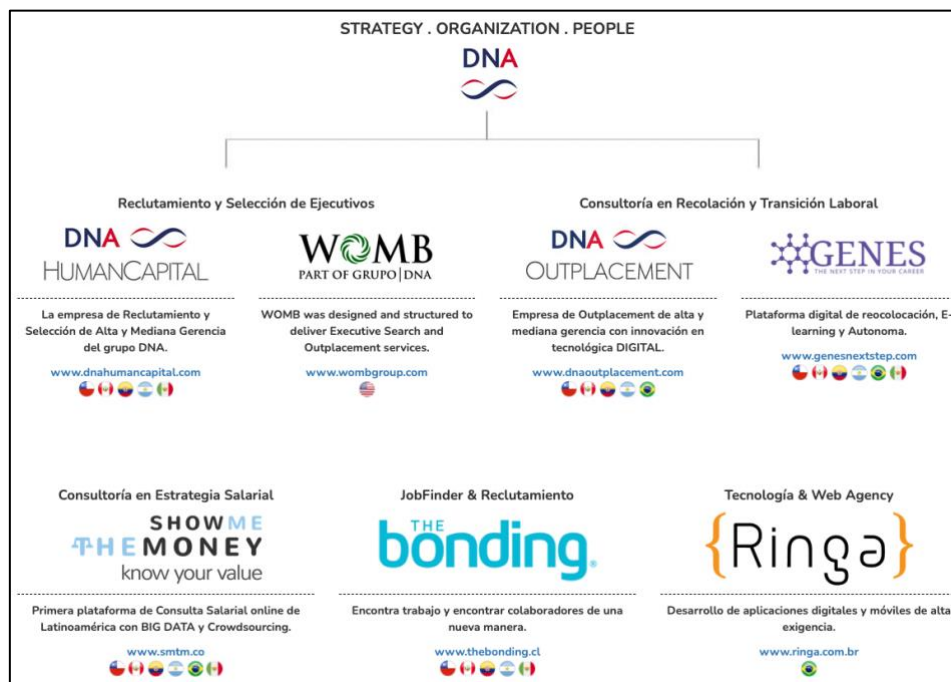 STRATEGY . ORGANIZATION . PEOPLE
DNA
Reclutamiento y Selección de Ejecutivos
Consultoría en Recolación y Transición Laboral
DNA
HUMANCAPITAL
WOMB
PART OF GRUPO|DNA
DNA
OUTPLACEMENT
GENES
THE NEXT STEP IN YOUR CAREER
La empresa de Reclutamiento y
Selección de Alta y Mediana Gerencia
del grupo DNA.
www.dnahumancapital.com
WOMB was designed and structured to
deliver Executive Search and
Outplacement services.
www.wombgroup.com
Empresa de Outplacement de alta y
mediana gerencia con innovación en
tecnológica DIGITAL.
www.dnaoutplacement.com
Plataforma digital de reocolocación, E-
learning y Autonoma.
www.genesnextstep.com
Consultoría en Estrategia Salarial
SHOW ME
THE MONEY
know your value
JobFinder & Reclutamiento
THE
bonding®
Tecnología & Web Agency
{Ringa}
Primera plataforma de Consulta Salarial online de
Latinoamérica con BIG DATA y Crowdsourcing.
www.smtm.co
Encontra trabajo y encontrar colaboradores de una
nueva manera.
www.thebonding.cl
Desarrollo de aplicaciones digitales y móviles de alta
exigencia.
www.ringa.com.br